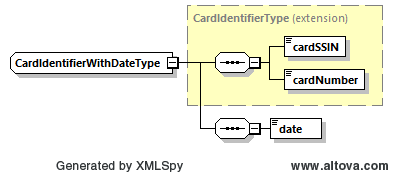 CardIdentifierType (extension)
cardSSIN
CardIdentifierWithDateType
cardNumber
date
Generated by XMLSpy
www.altova.com